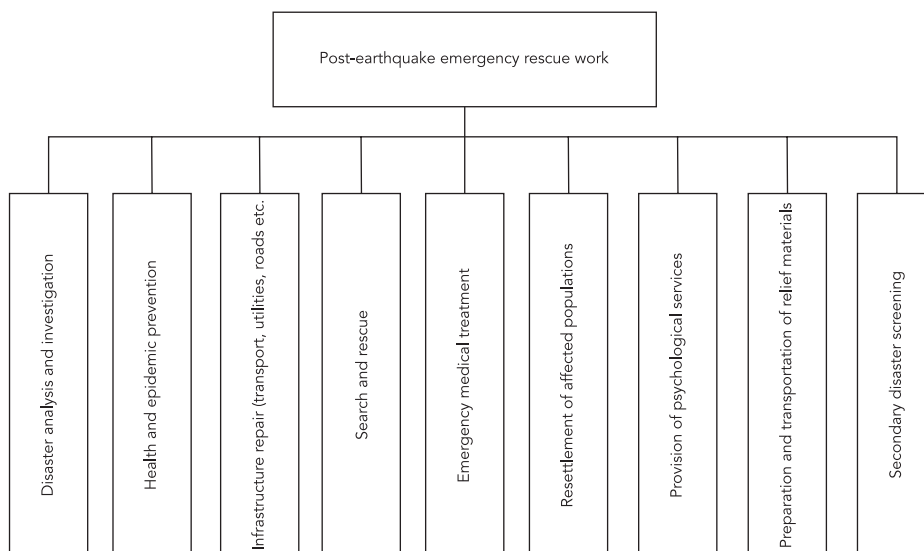 Post-earthquake emergency rescue work
Disaster analysis and investigation
Health and epidemic prevention
Infrastructure repair (transport, utilities, roads etc.
Search and rescue
Emergency medical treatment
Resettlement of affected populations
Provision of psychological services
Preparation and transportation of relief materials
Secondary disaster screening